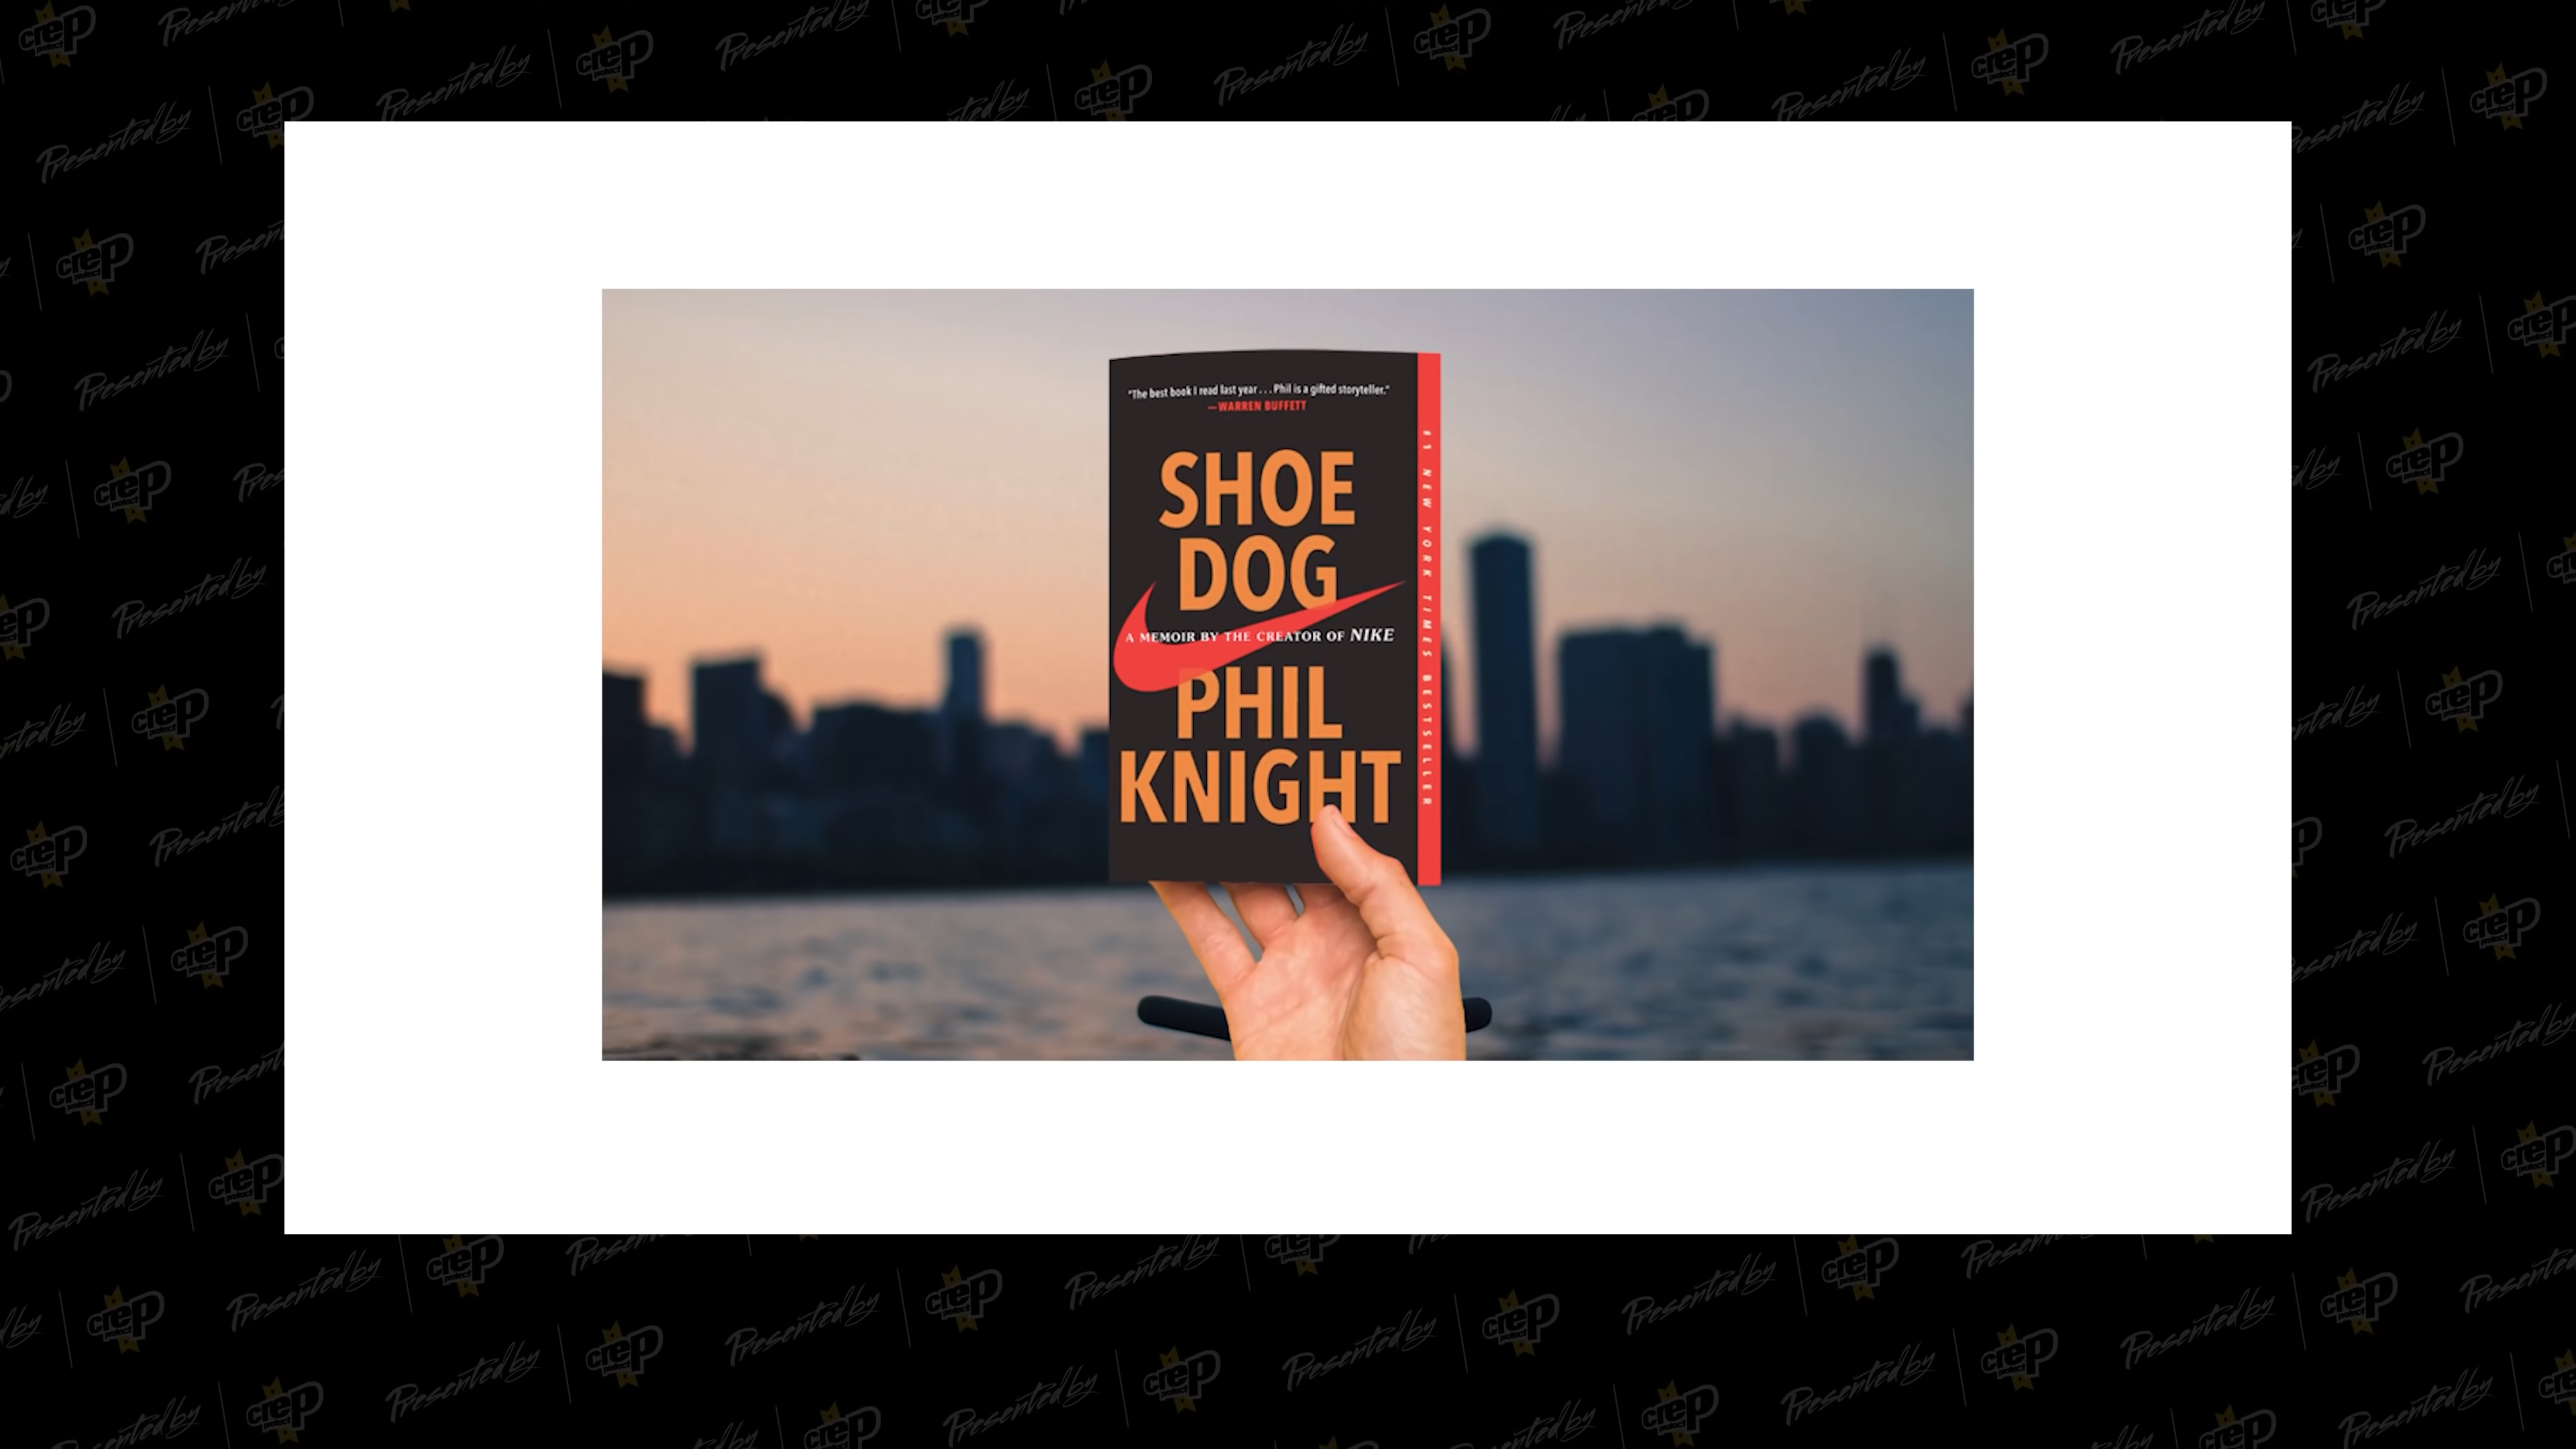 "The best book I read last year . . . Phil is a gifted storyteller."
—WARREN BUFFETT
SHOE
DOG
A MEMOIR BY THE CREATOR OF NIKE
PHIL
KNIGHT
#1 NEW YORK TIMES BESTSELLER
Presented by
crep